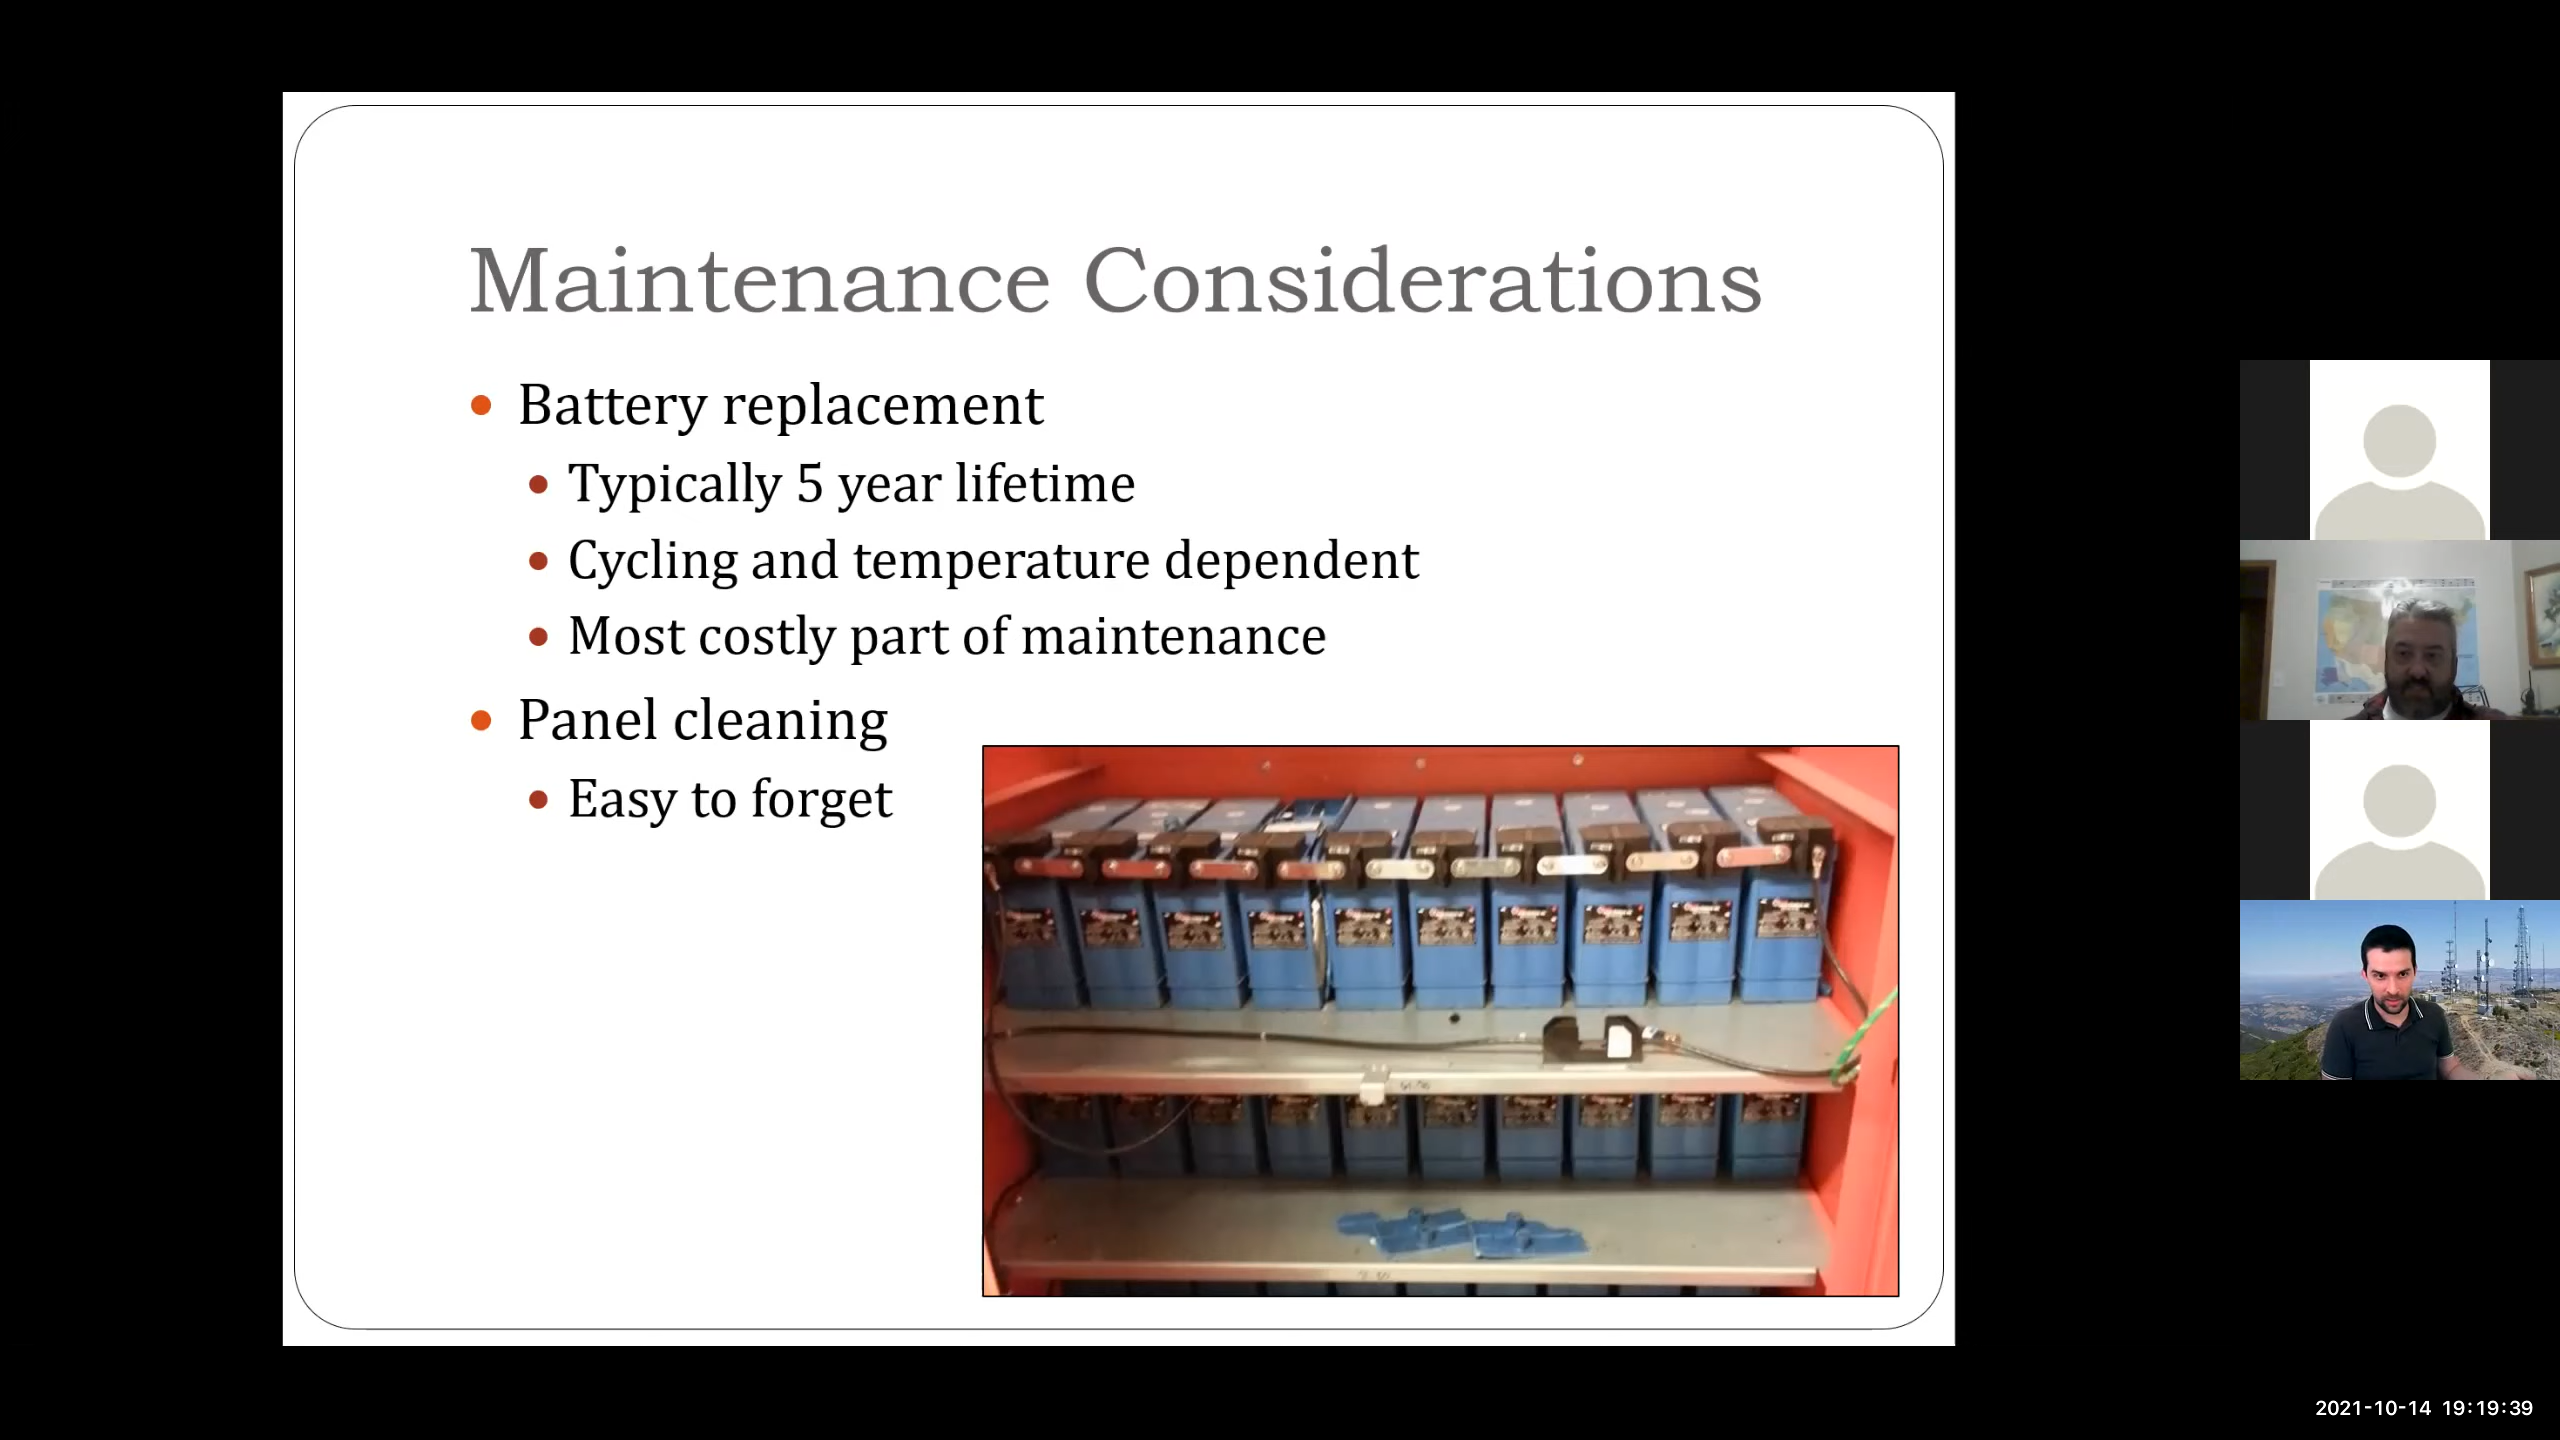 Maintenance Considerations
Battery replacement
Typically 5 year lifetime
Cycling and temperature dependent
Most costly part of maintenance
Panel cleaning
Easy to forget
2021-10-14 19:19:39